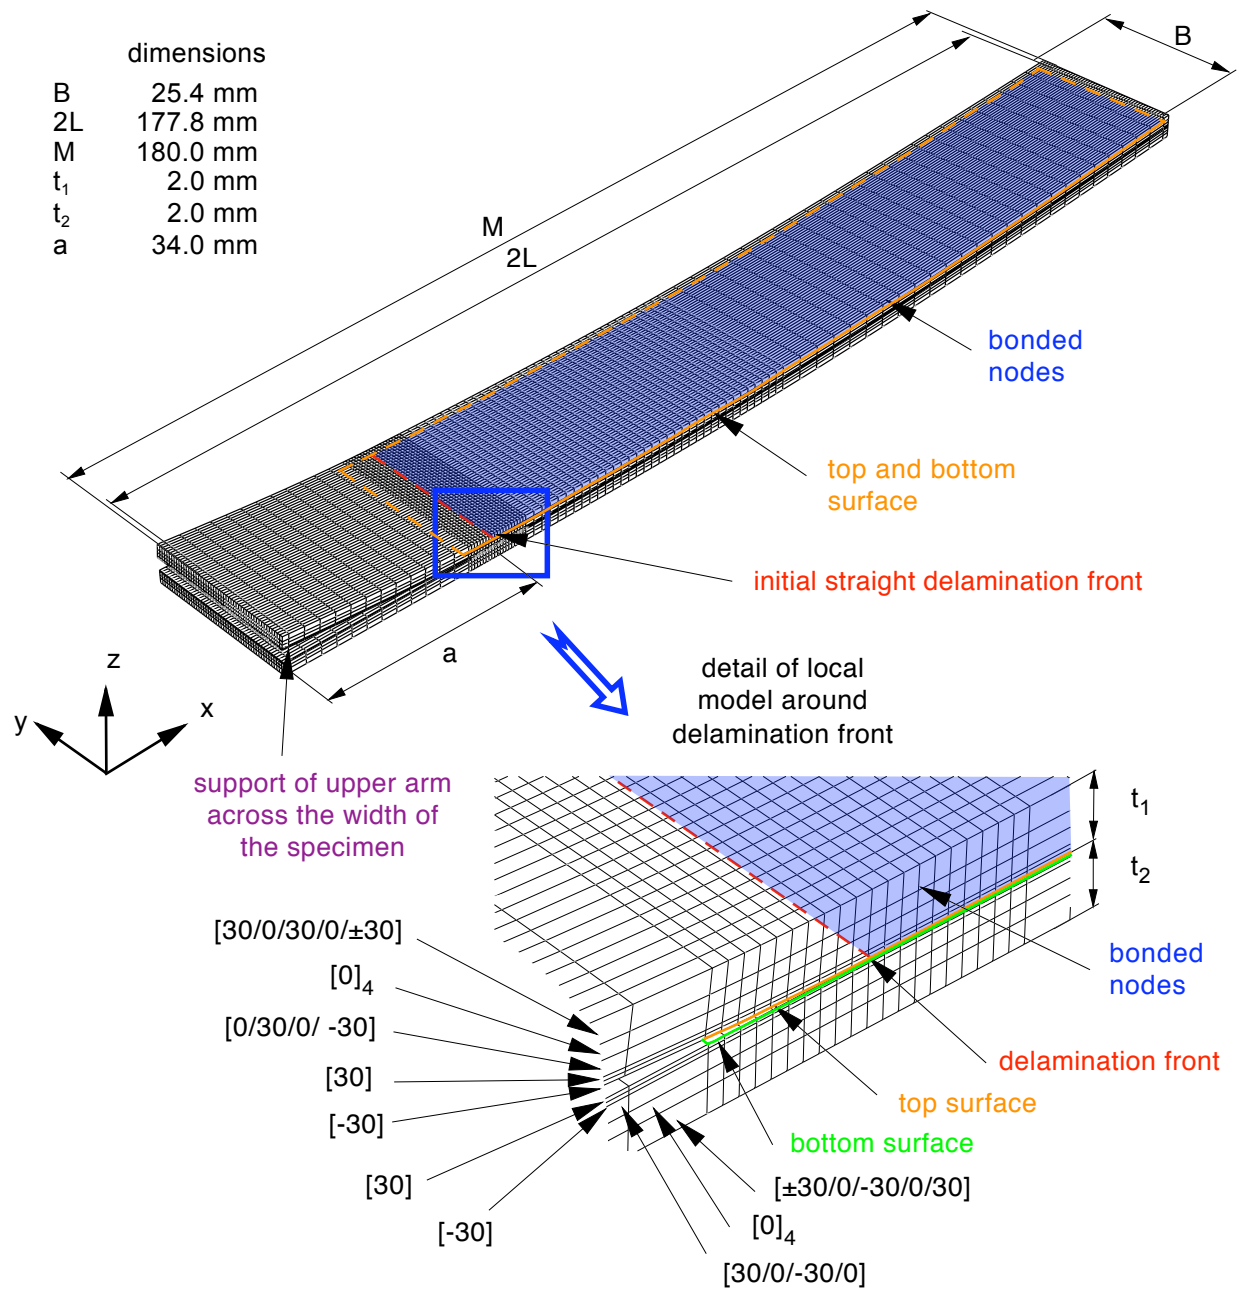 dimensions
B 25.4 mm
2L 177.8 mm
M 180.0 mm
t₁ 2.0 mm
t₂ 2.0 mm
a 34.0 mm
B
M
2L
bonded
nodes
top and bottom
surface
initial straight delamination front
a
z
y
x
detail of local
model around
delamination front
support of upper arm
across the width of
the specimen
t₁
t₂
[30/0/30/0/±30]
[0]₄
[0/30/0/ -30]
[30]
[-30]
[30]
[-30]
bonded
nodes
delamination front
top surface
bottom surface
[±30/0/-30/0/30]
[0]₄
[30/0/-30/0]